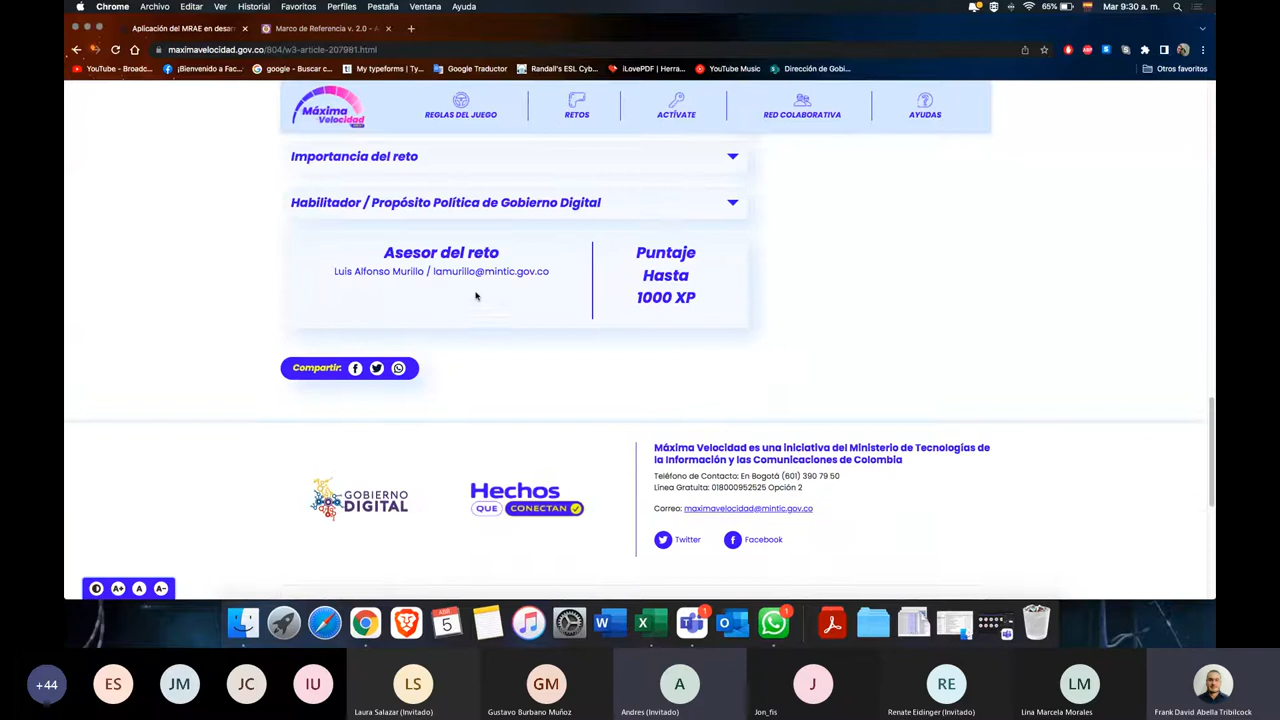 Chrome Archivo Editar Ver Historial Favoritos Perfiles Pestaña Ventana Ayuda
65% Mar 9:30 a. m.
Aplicación del MRAE en desarr × Marco de Referencia v. 2.0 - A × +
maximavelocidad.gov.co/804/w3-article-207981.html
YouTube - Broadc... ¡Bienvenido a Fac... google - Buscar c... My typeforms | Ty... Google Traductor Randall's ESL Cyb... iLovePDF | Herra... YouTube Music Dirección de Gobi... Otros favoritos
Máxima Velocidad
REGLAS DEL JUEGO RETOS ACTÍVATE RED COLABORATIVA AYUDAS
Importancia del reto
Habilitador / Propósito Política de Gobierno Digital
Asesor del reto
Luis Alfonso Murillo / lamurillo@mintic.gov.co
Puntaje
Hasta
1000 XP
Compartir:
GOBIERNO
DIGITAL
Hechos
QUE CONECTAN
Máxima Velocidad es una iniciativa del Ministerio de Tecnologías de
la Información y las Comunicaciones de Colombia
Teléfono de Contacto: En Bogotá (601) 390 79 50
Línea Gratuita: 018000952525 Opción 2
Correo: maximavelocidad@mintic.gov.co
Twitter Facebook
A+ A A-
ABR
5
1 1
+44 ES JM JC IU LS GM A J RE LM
Laura Salazar (Invitado) Gustavo Burbano Muñoz Andres (Invitado) Jon_fis Renate Eidinger (Invitado) Lina Marcela Morales Frank David Abella Tribilcock